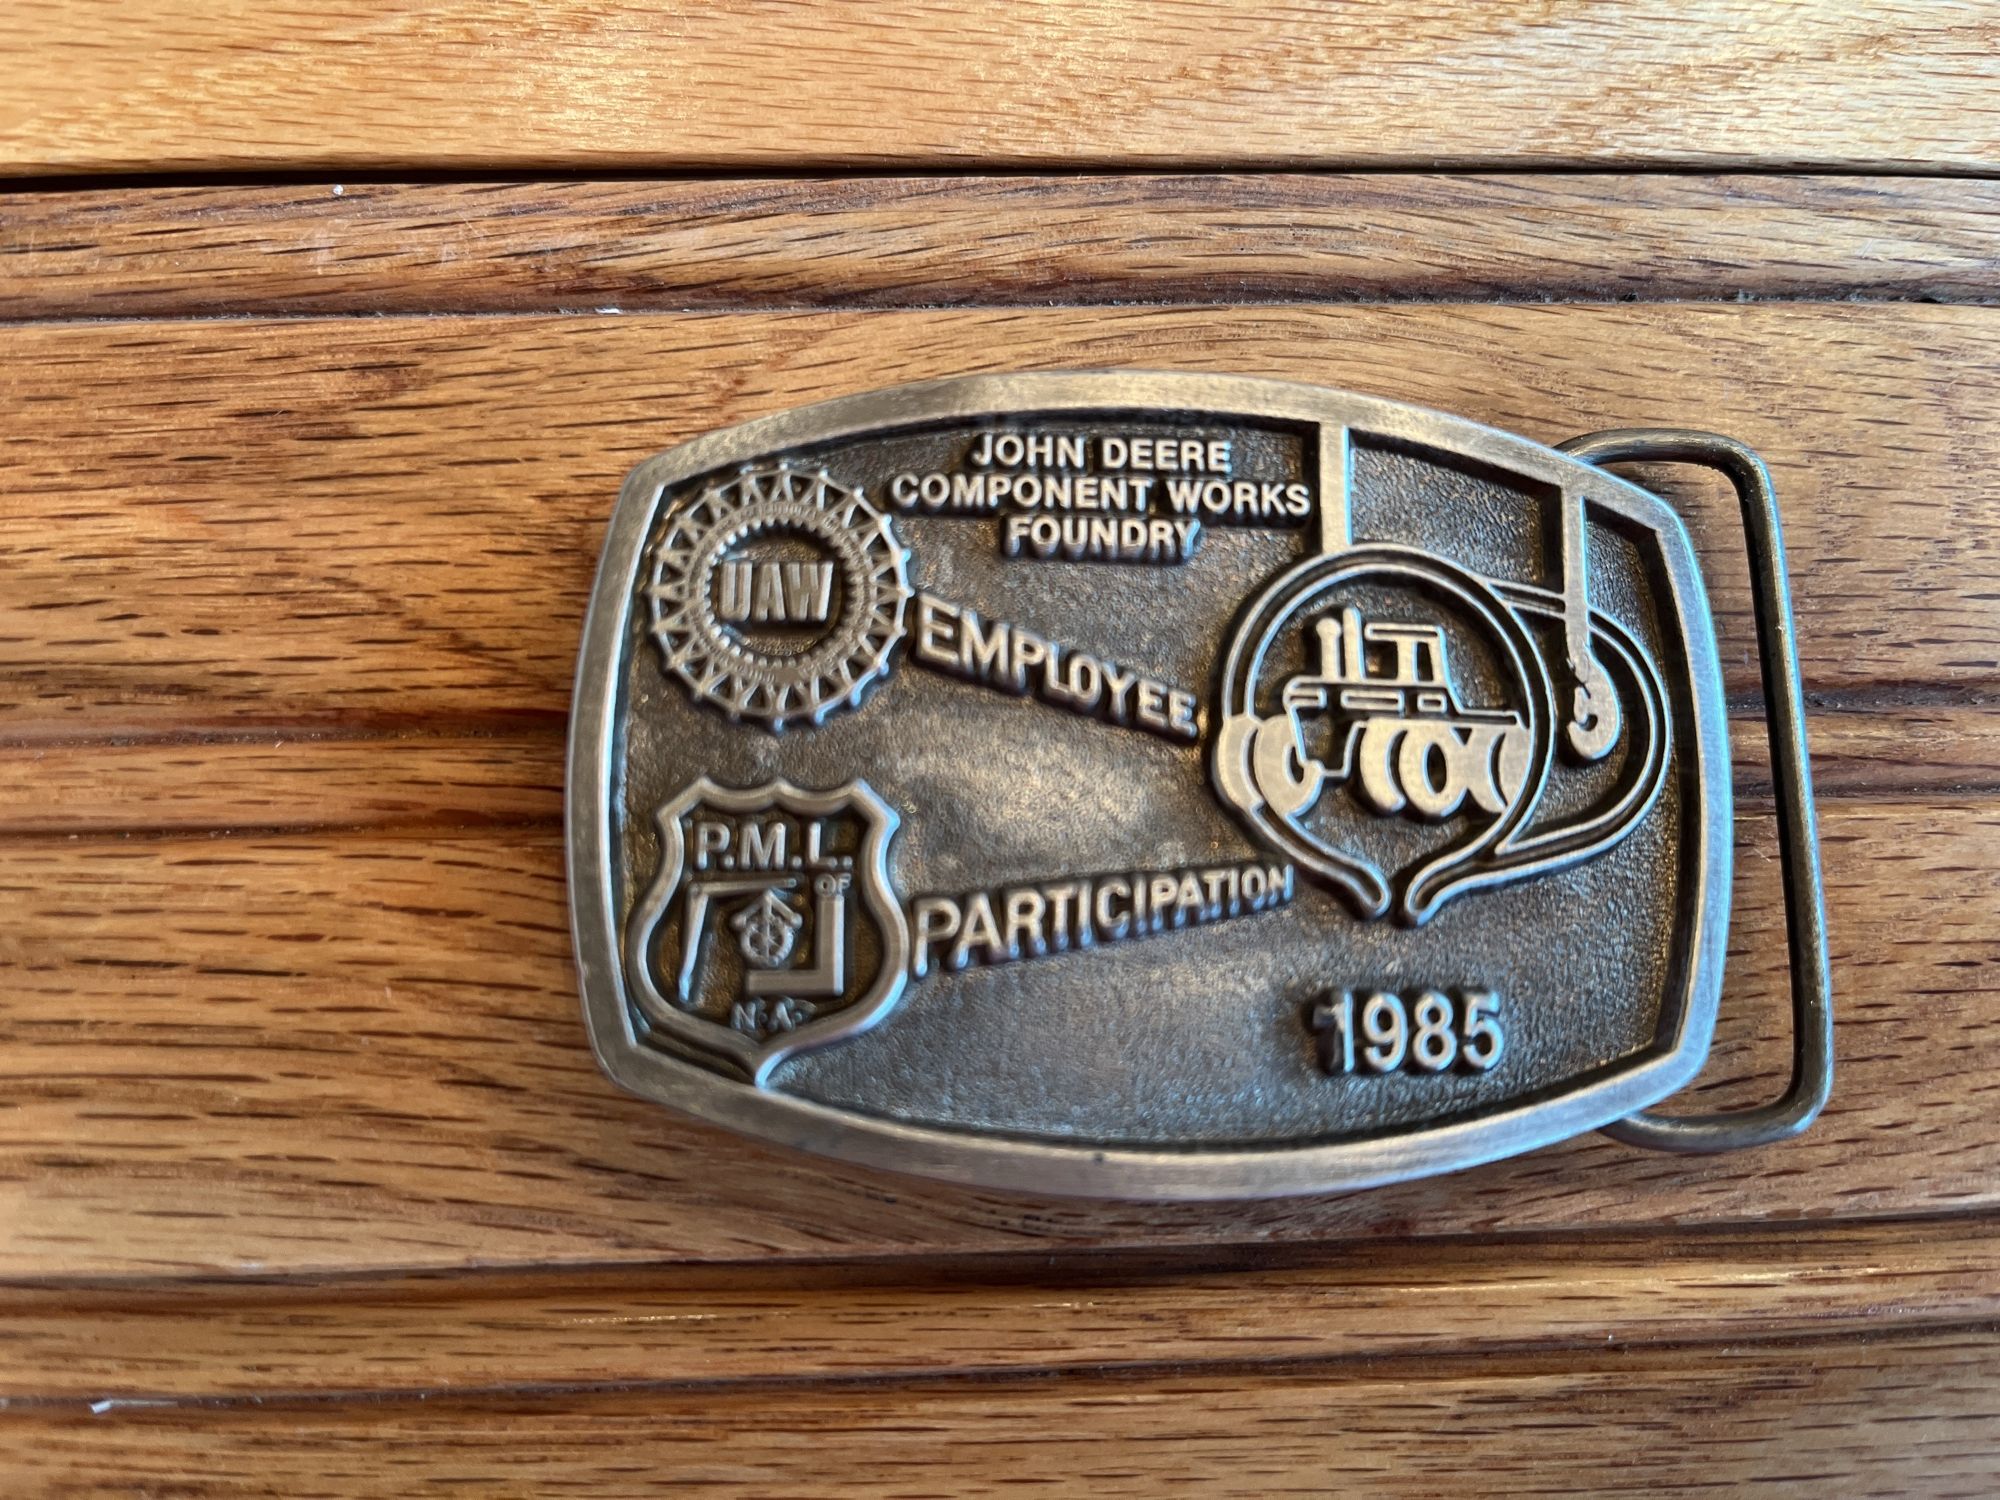 JOHN DEERE
COMPONENT WORKS
FOUNDRY
UAW
EMPLOYEE
P.M.L.
OF
N.A.
PARTICIPATION
1985